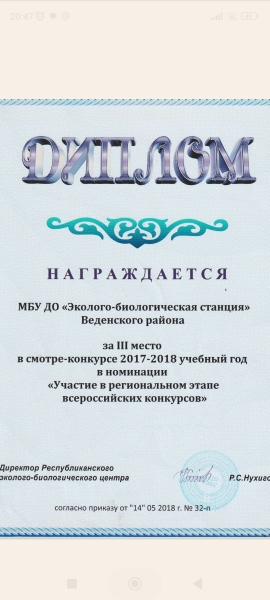 20:47
ДИПЛОМ
НАГРАЖДАЕТСЯ
МБУ ДО «Эколого-биологическая станция»
Веденского района
за III место
в смотре-конкурсе 2017-2018 учебный год
в номинации
«Участие в региональном этапе
всероссийских конкурсов»
Директор Республиканского
эколого-биологического центра
Р.С.Нухиго
согласно приказу от "14" 05 2018 г. № 32-п